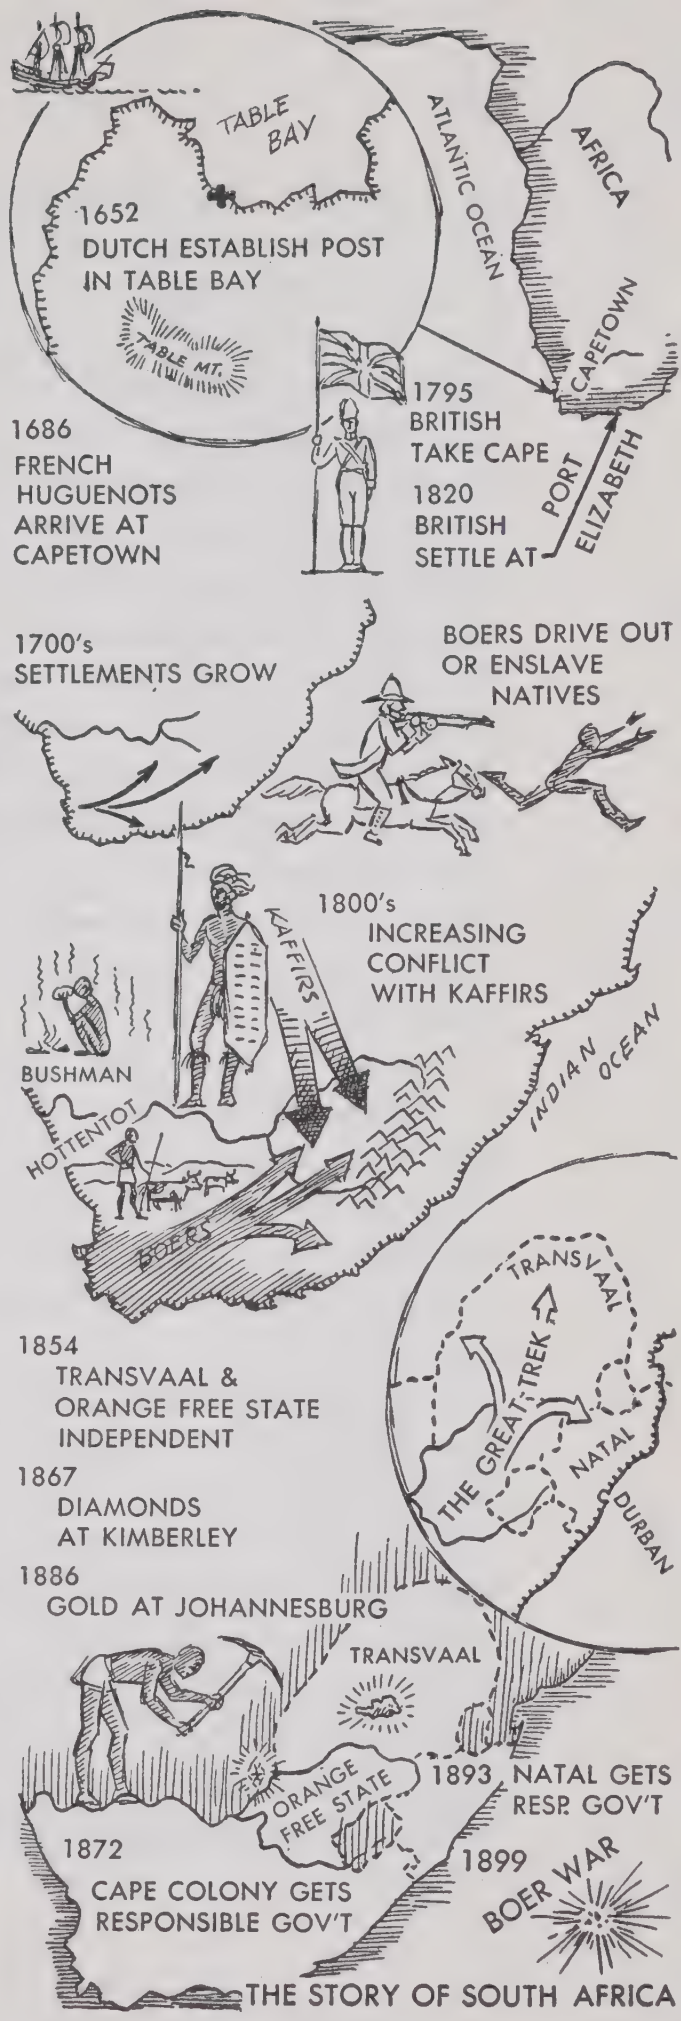 TABLE
BAY
1652
DUTCH ESTABLISH POST
IN TABLE BAY
TABLE MT.
ATLANTIC OCEAN
AFRICA
CAPETOWN
1686
FRENCH
HUGUENOTS
ARRIVE AT
CAPETOWN
1795
BRITISH
TAKE CAPE
1820
BRITISH
SETTLE AT
PORT
ELIZABETH
1700's
SETTLEMENTS GROW
BOERS DRIVE OUT
OR ENSLAVE
NATIVES
1800's
INCREASING
CONFLICT
WITH KAFFIRS
KAFFIRS
BUSHMAN
HOTTENTOT
BOERS
INDIAN
OCEAN
TRANSVAAL
THE GREAT TREK
NATAL
DURBAN
1854
TRANSVAAL &
ORANGE FREE STATE
INDEPENDENT
1867
DIAMONDS
AT KIMBERLEY
1886
GOLD AT JOHANNESBURG
TRANSVAAL
ORANGE
FREE STATE
1893 NATAL GETS
RESP. GOV'T
1872
CAPE COLONY GETS
RESPONSIBLE GOV'T
1899
BOER WAR
THE STORY OF SOUTH AFRICA